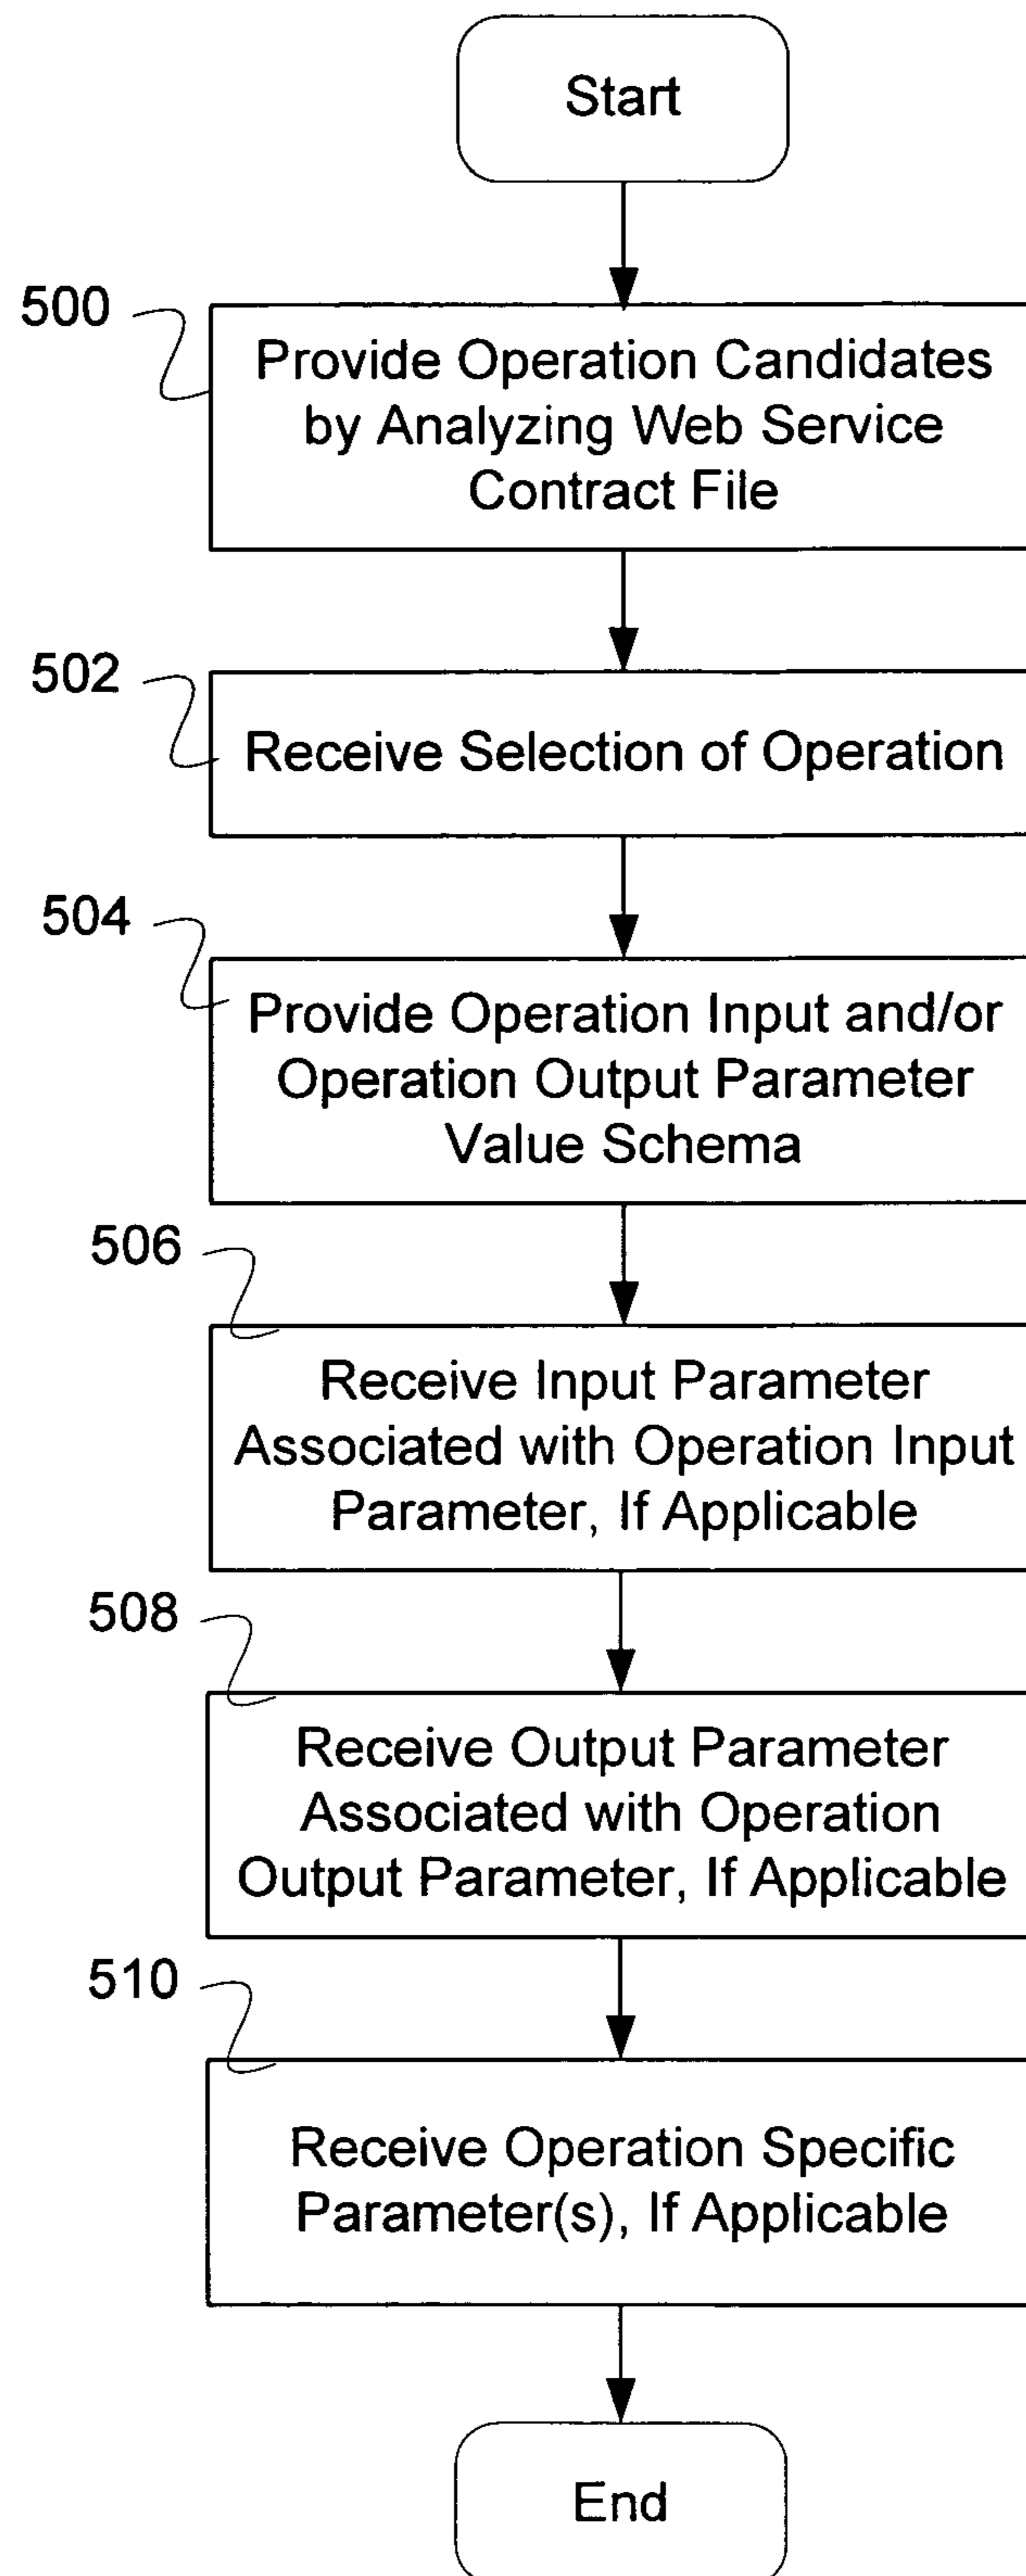 Start
500
Provide Operation Candidates
by Analyzing Web Service
Contract File
502
Receive Selection of Operation
504
Provide Operation Input and/or
Operation Output Parameter
Value Schema
506
Receive Input Parameter
Associated with Operation Input
Parameter, If Applicable
508
Receive Output Parameter
Associated with Operation
Output Parameter, If Applicable
510
Receive Operation Specific
Parameter(s), If Applicable
End